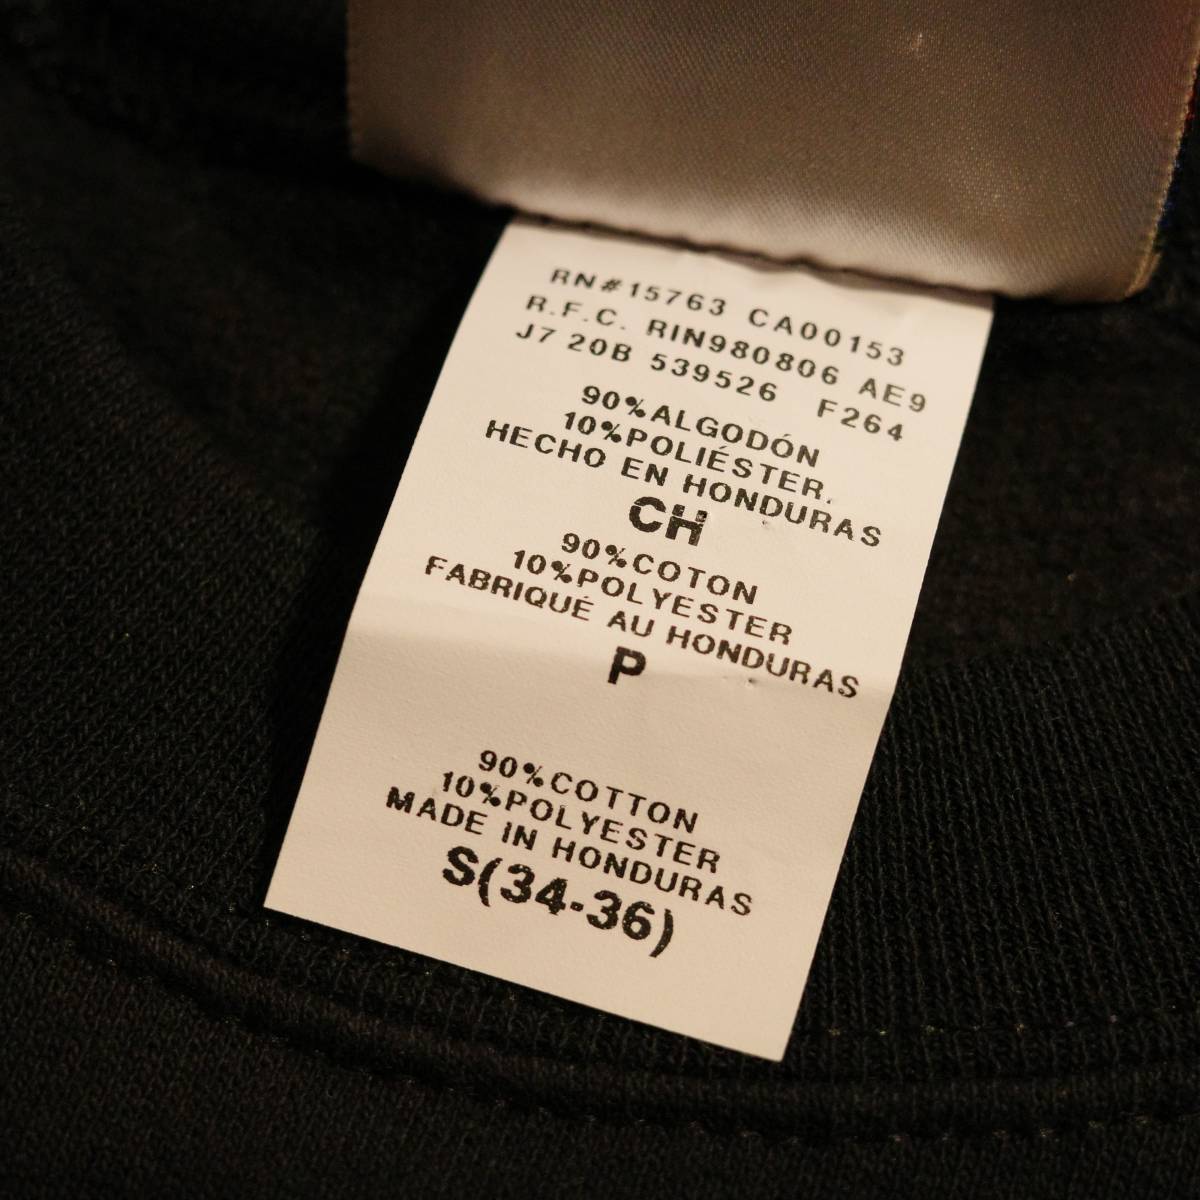 RN#15763 CA00153
R.F.C. RIN980806 AE9
J7 20B 539526 F264
90%ALGODÓN
10%POLIÉSTER.
HECHO EN HONDURAS
CH
90%COTON
10%POLYESTER
FABRIQUÉ AU HONDURAS
P
90%COTTON
10%POLYESTER
MADE IN HONDURAS
S(34-36)